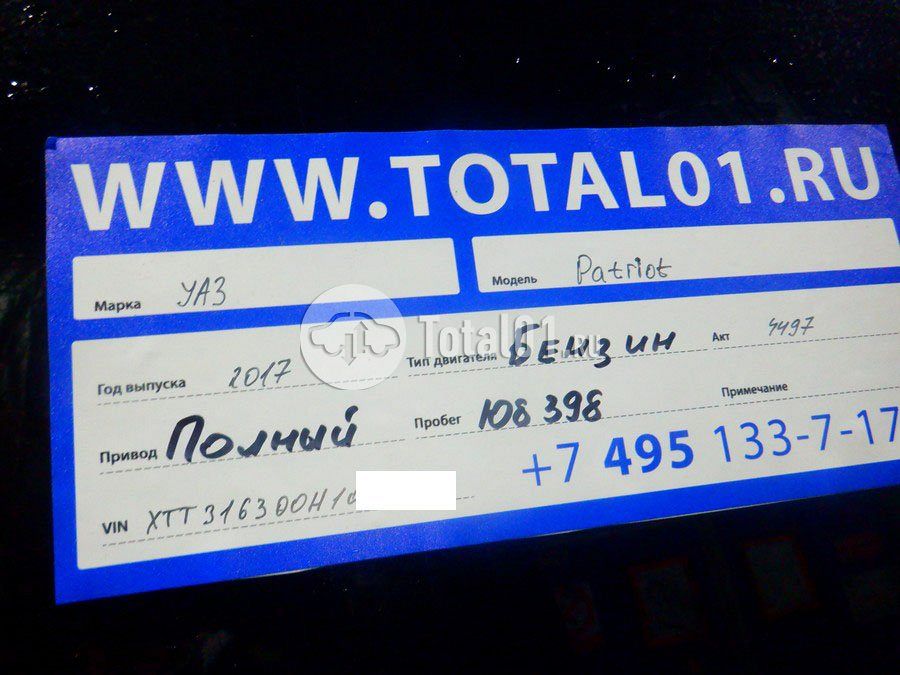 WWW.TOTAL01.RU
Марка УАЗ Модель Patriot
Total01.ru
Год выпуска 2017 Тип двигателя Бензин Акт 4497
Привод Полный Пробег 108 398 Примечание
+7 495 133-7-17
VIN XTT316300H1